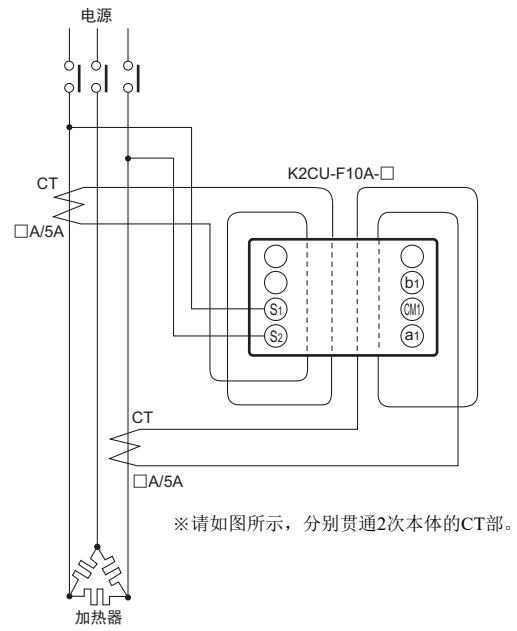 电源
CT
□A/5A
K2CU-F10A-□
b1
S1
CM1
S2
a1
CT
□A/5A
※请如图所示，分别贯通2次本体的CT部。
加热器